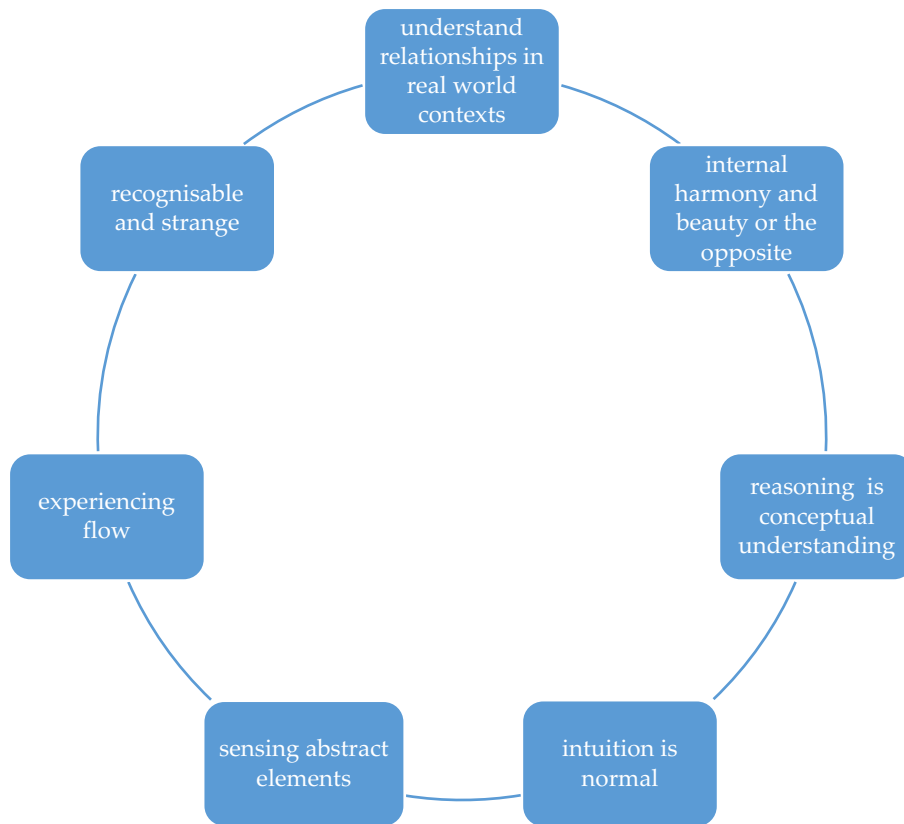 understand
relationships in
real world
contexts
internal
harmony and
beauty or the
opposite
reasoning  is
conceptual
understanding
intuition is
normal
sensing abstract
elements
experiencing
flow
recognisable
and strange